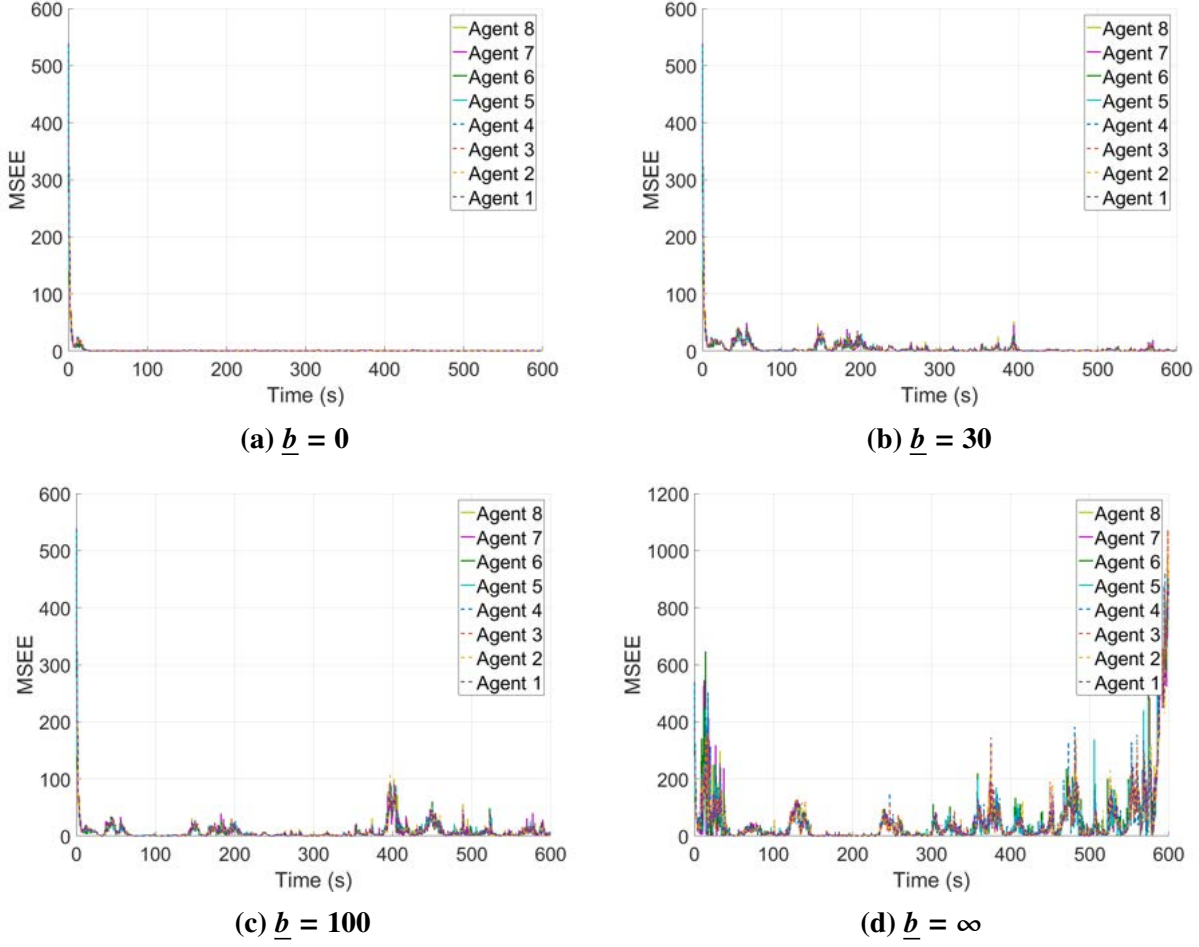 600
500
400
300
200
100
0
MSEE
Agent 8
Agent 7
Agent 6
Agent 5
Agent 4
Agent 3
Agent 2
Agent 1
0 100 200 300 400 500 600
Time (s)
(a) b = 0
600
500
400
300
200
100
0
MSEE
Agent 8
Agent 7
Agent 6
Agent 5
Agent 4
Agent 3
Agent 2
Agent 1
0 100 200 300 400 500 600
Time (s)
(b) b = 30
600
500
400
300
200
100
0
MSEE
Agent 8
Agent 7
Agent 6
Agent 5
Agent 4
Agent 3
Agent 2
Agent 1
0 100 200 300 400 500 600
Time (s)
(c) b = 100
1200
1000
800
600
400
200
0
MSEE
Agent 8
Agent 7
Agent 6
Agent 5
Agent 4
Agent 3
Agent 2
Agent 1
0 100 200 300 400 500 600
Time (s)
(d) b = ∞